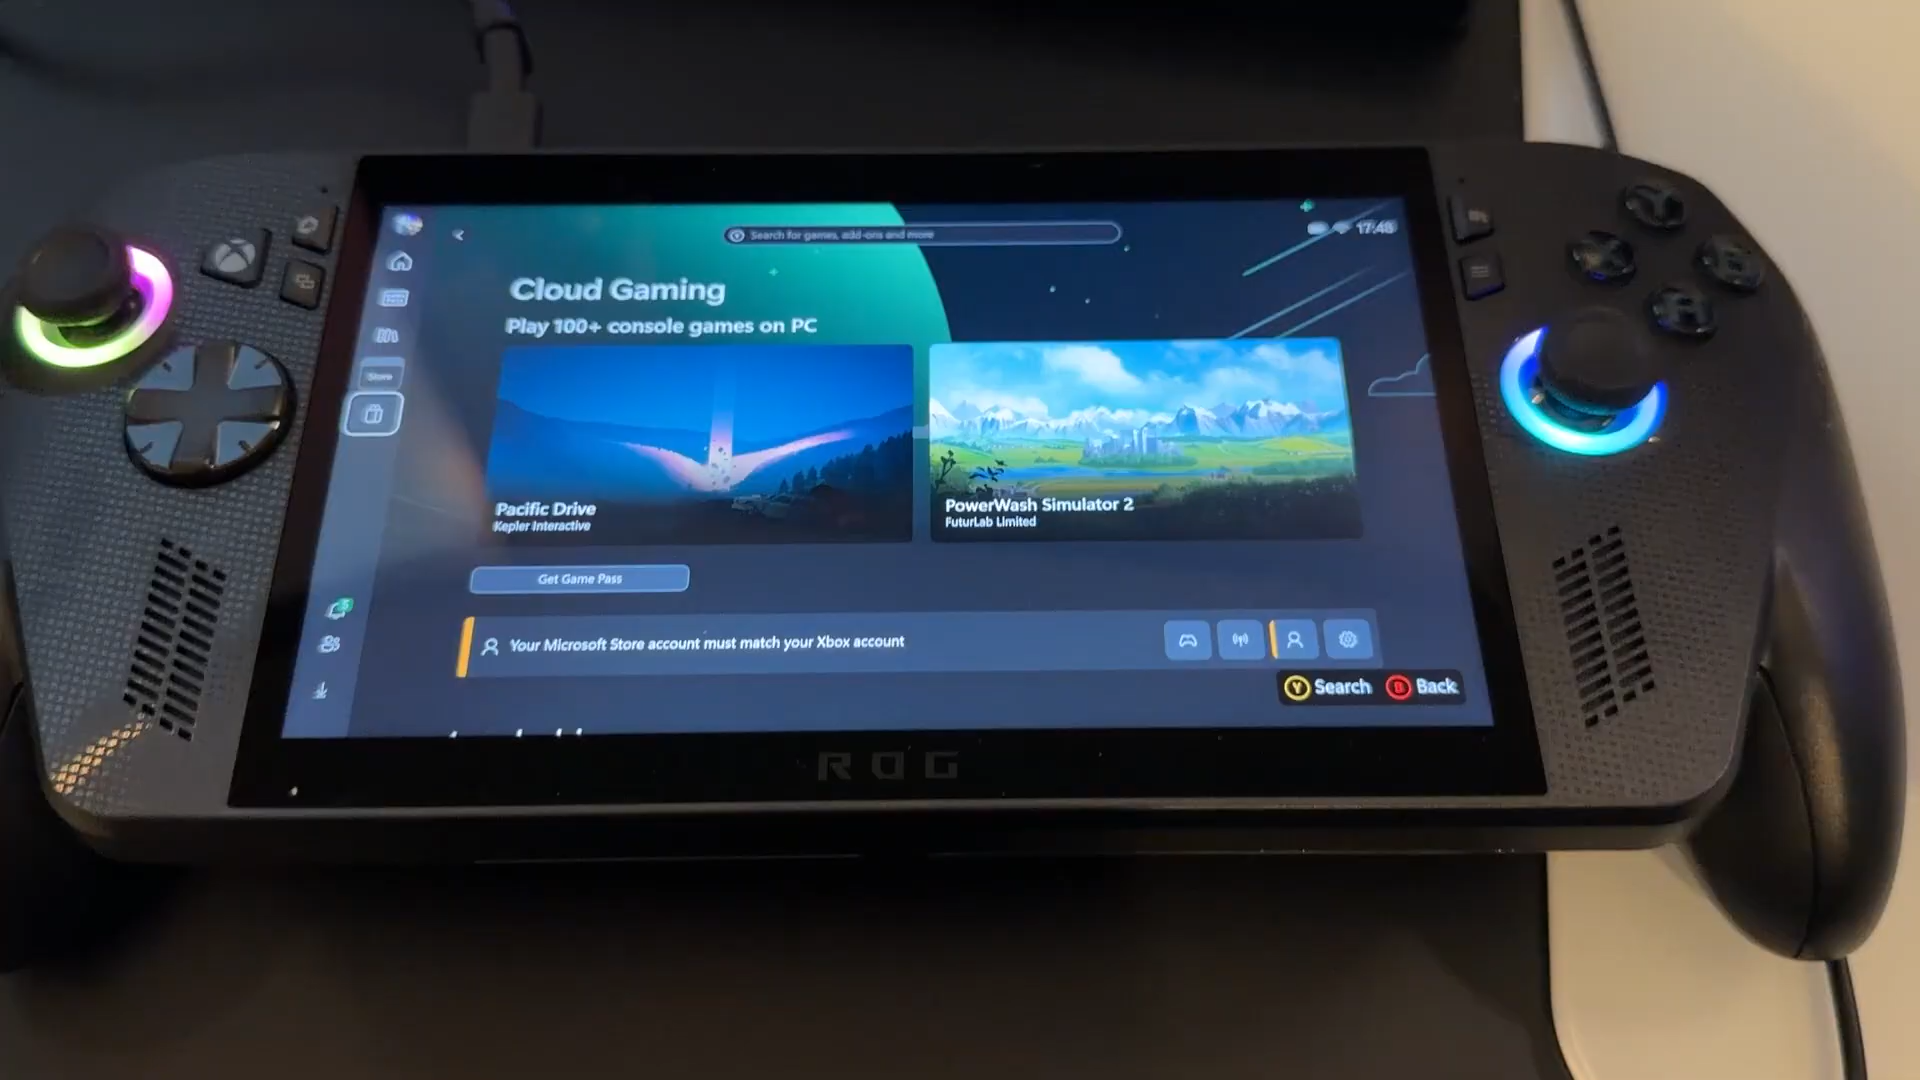 Search for games, add-ons and more
17:48
Cloud Gaming
Play 100+ console games on PC
Store
Pacific Drive
Kepler Interactive
PowerWash Simulator 2
FuturLab Limited
Get Game Pass
5
Your Microsoft Store account must match your Xbox account
Y Search B Back
ROG
Y
X
B
A